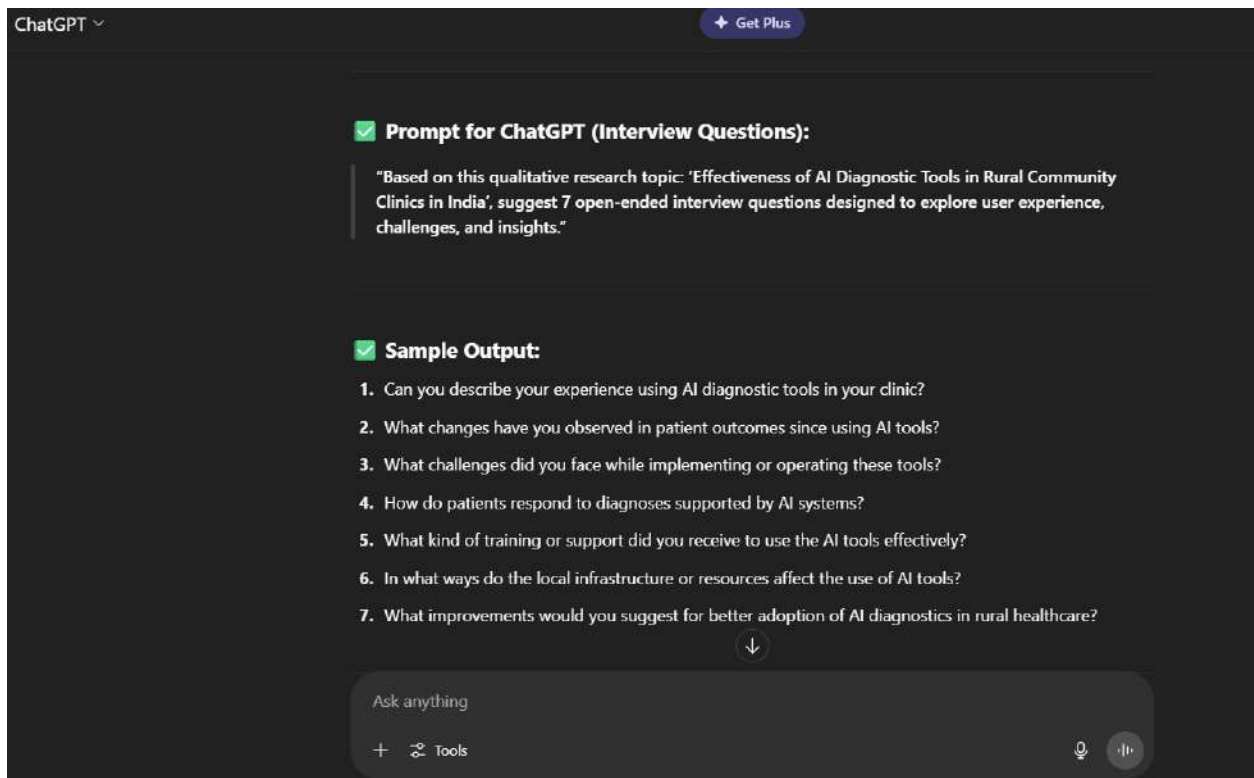 ChatGPT
Get Plus
Prompt for ChatGPT (Interview Questions):
"Based on this qualitative research topic: 'Effectiveness of AI Diagnostic Tools in Rural Community
Clinics in India', suggest 7 open-ended interview questions designed to explore user experience,
challenges, and insights."
Sample Output:
1. Can you describe your experience using AI diagnostic tools in your clinic?
2. What changes have you observed in patient outcomes since using AI tools?
3. What challenges did you face while implementing or operating these tools?
4. How do patients respond to diagnoses supported by AI systems?
5. What kind of training or support did you receive to use the AI tools effectively?
6. In what ways do the local infrastructure or resources affect the use of AI tools?
7. What improvements would you suggest for better adoption of AI diagnostics in rural healthcare?
Ask anything
Tools